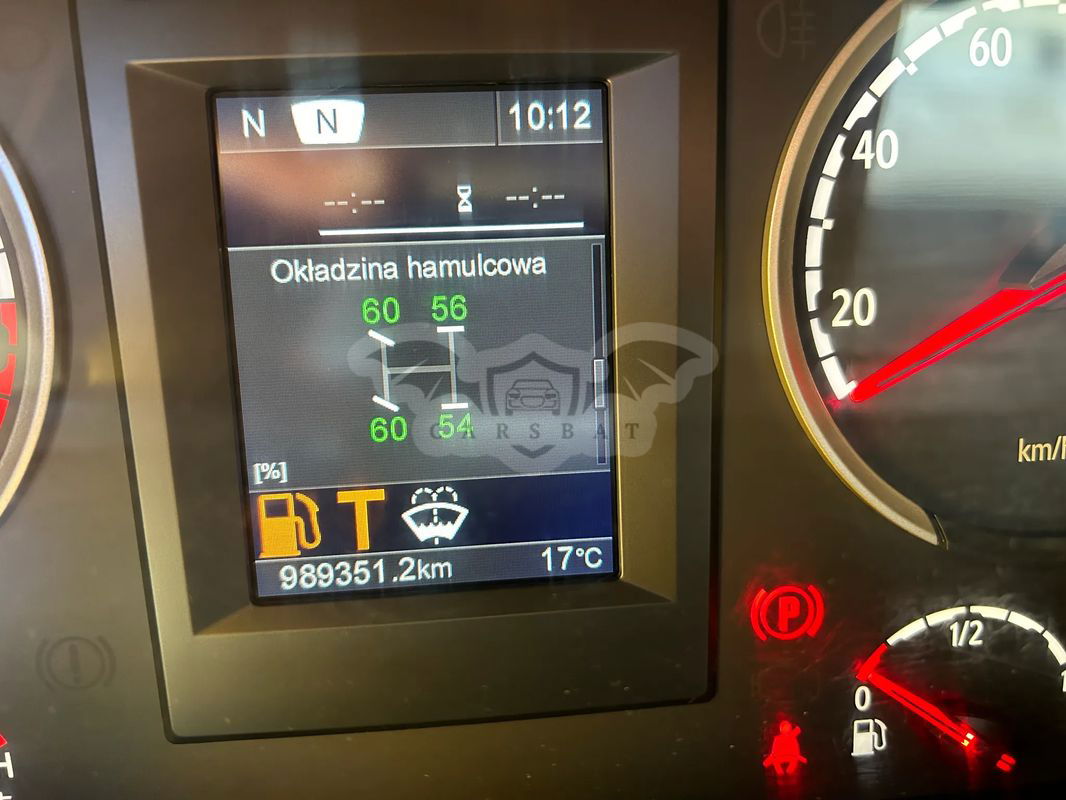 N N 10:12
--:-- --:--
Okładzina hamulcowa
60 56
60 54
[%]
T
989351.2km 17°C
60
40
20
km/h
P
1/2
0
1
H
CARSBAT